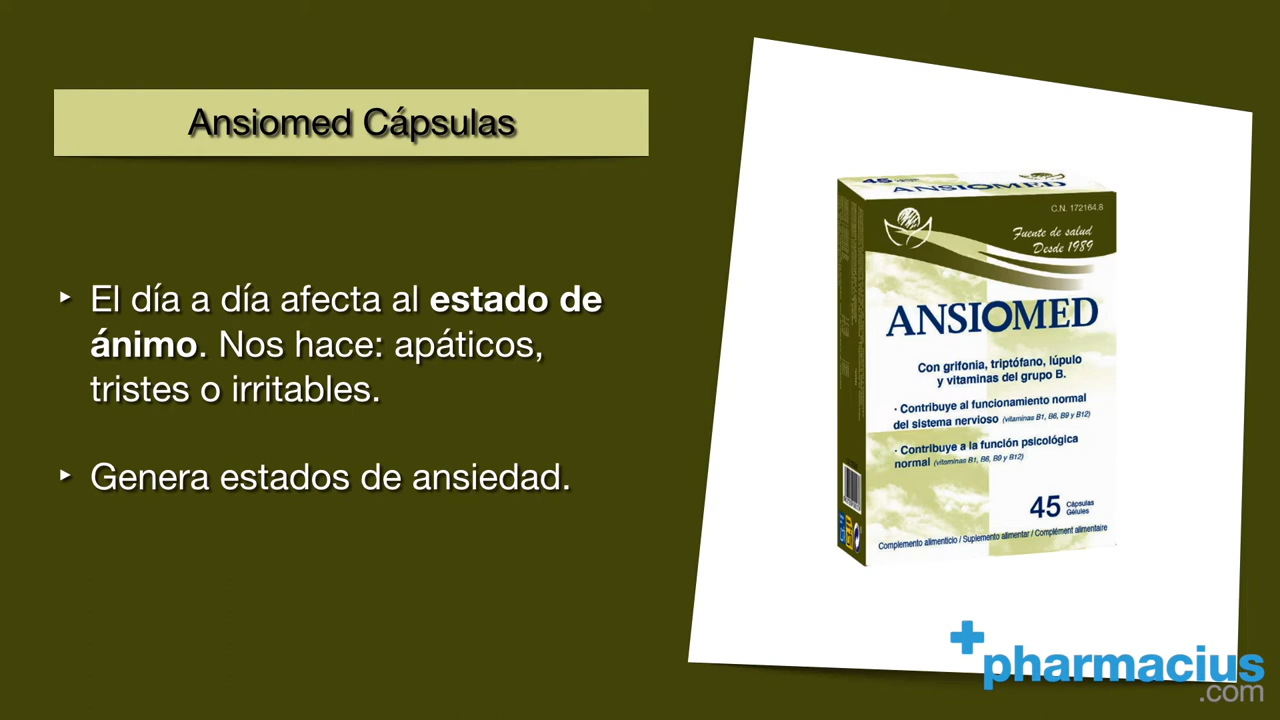 Ansiomed Cápsulas
El día a día afecta al estado de
ánimo. Nos hace: apáticos,
tristes o irritables.
Genera estados de ansiedad.
45
ANSIOMED
C.N. 172164.8
Fuente de salud
Desde 1989
ANSIOMED
Con grifonia, triptófano, lúpulo
y vitaminas del grupo B.
· Contribuye al funcionamiento normal
del sistema nervioso (vitaminas B1, B6, B9 y B12)
· Contribuye a la función psicológica
normal (vitaminas B1, B6, B9 y B12)
45 Cápsulas
Gélules
Complemento alimenticio / Suplemento alimentar / Complément alimentaire
pharmacius
.com